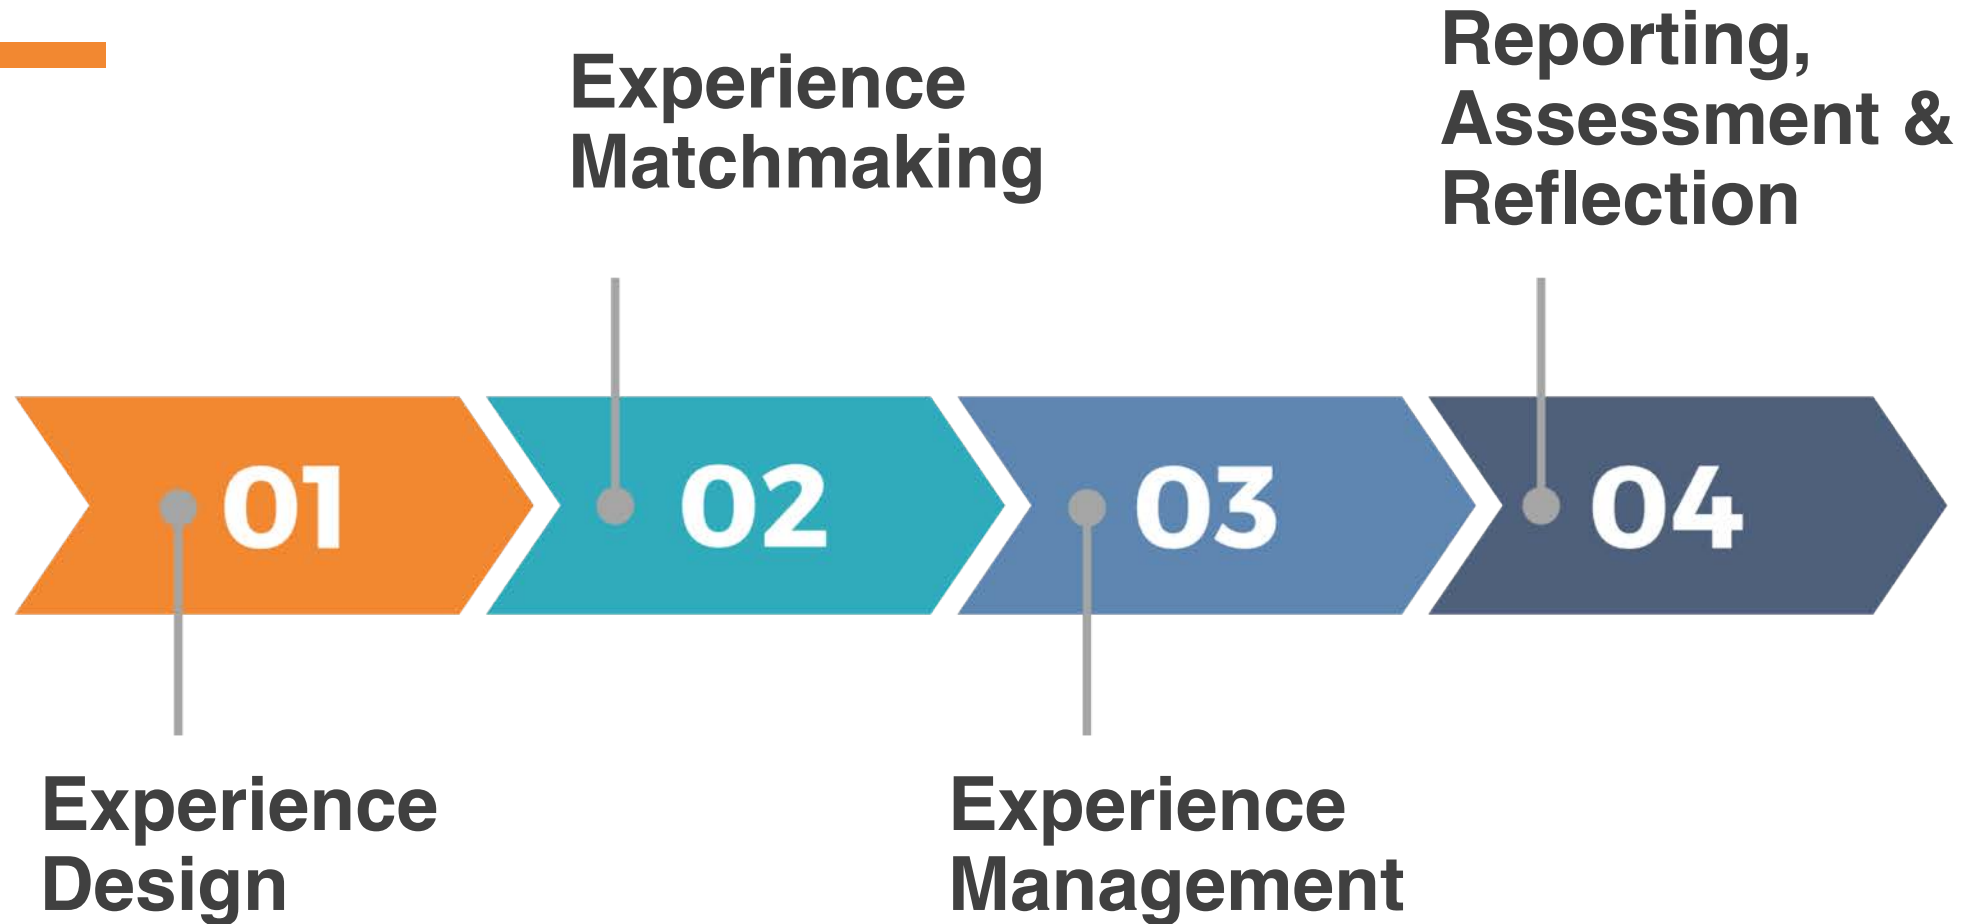 Experience
Matchmaking
Reporting,
Assessment &
Reflection
01
02
03
04
Experience
Design
Experience
Management